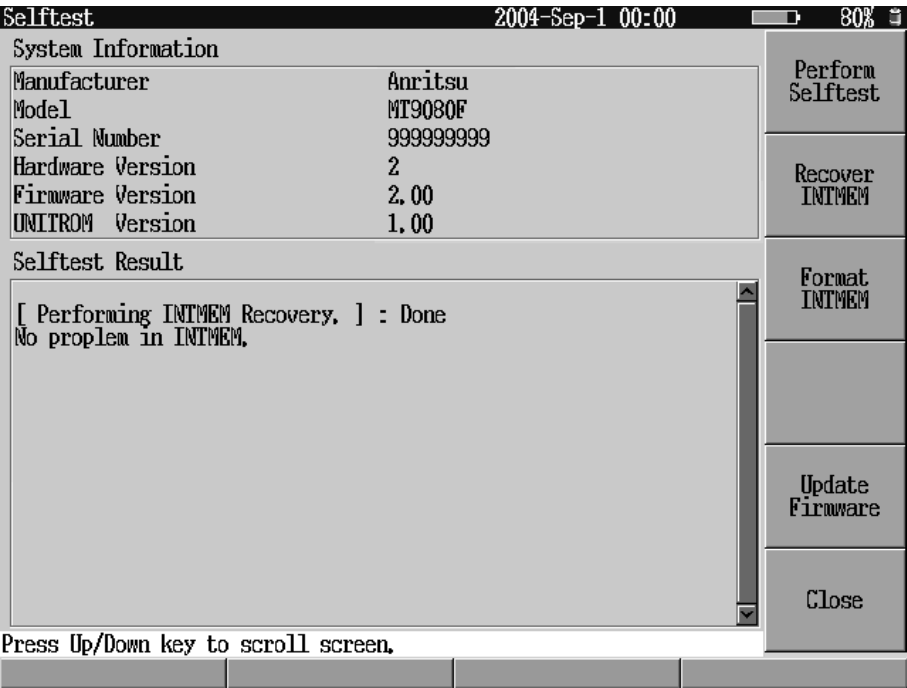 Selftest 2004-Sep-1 00:00 80%
System Information
Manufacturer Anritsu
Model MT9080F
Serial Number 999999999
Hardware Version 2
Firmware Version 2.00
UNITROM Version 1.00
Selftest Result
[ Performing INTMEM Recovery. ] : Done
No proplem in INTMEM.
Press Up/Down key to scroll screen.
Perform
Selftest
Recover
INTMEM
Format
INTMEM
Update
Firmware
Close